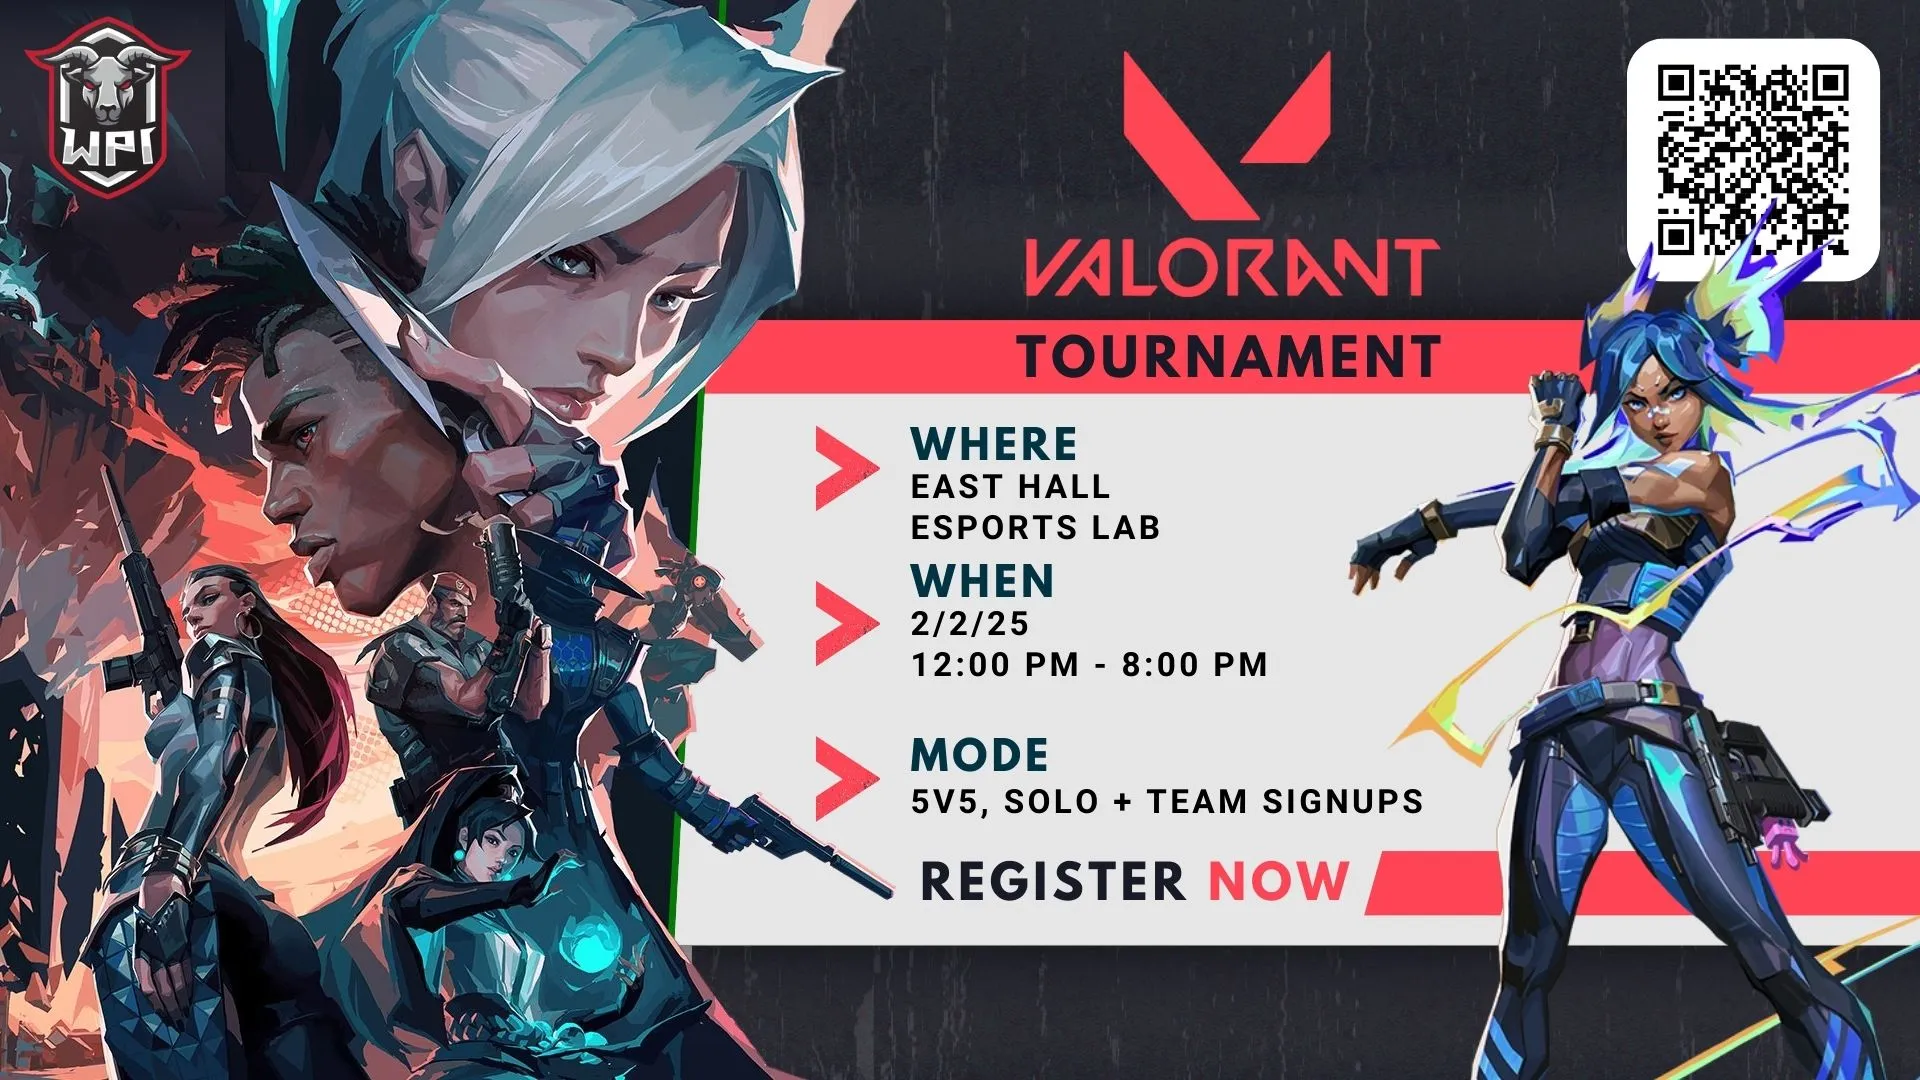 WPI
VALORANT
TOURNAMENT
WHERE
EAST HALL
ESPORTS LAB
WHEN
2/2/25
12:00 PM - 8:00 PM
MODE
5V5, SOLO + TEAM SIGNUPS
REGISTER NOW